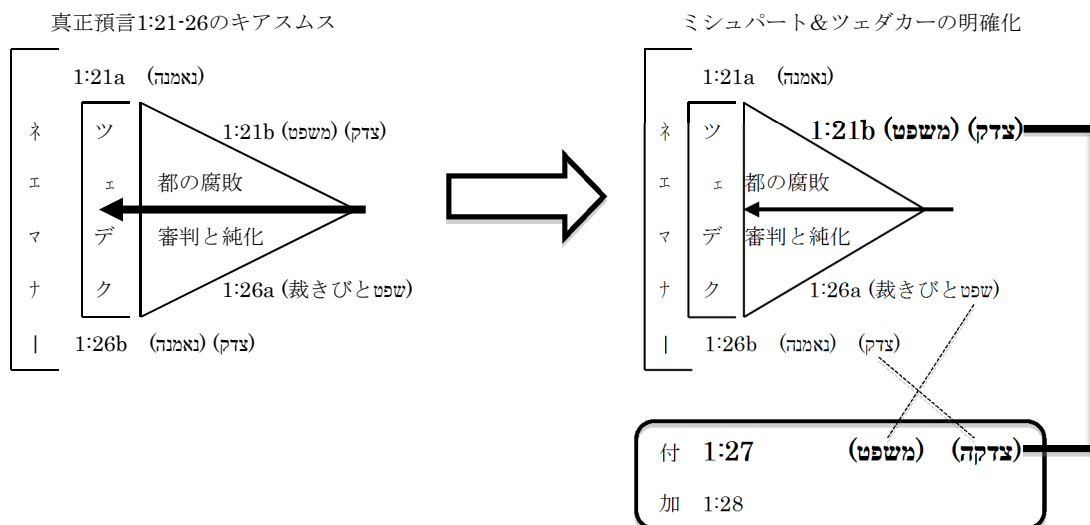 真正預言1:21-26のキアスムス
1:21a (נאמנה)
ネエマナー
ツェデク
1:21b (משפט) (צדק)
都の腐敗
審判と純化
1:26a (裁きびとשפט)
1:26b (נאמנה) (צדק)
ミシュパート&ツェダカーの明確化
1:21a (נאמנה)
ネエマナー
ツェデク
1:21b (משפט) (צדק)
都の腐敗
審判と純化
1:26a (裁きびとשפט)
1:26b (נאמנה) (צדק)
付加
1:27 (משפט) (צדקה)
1:28